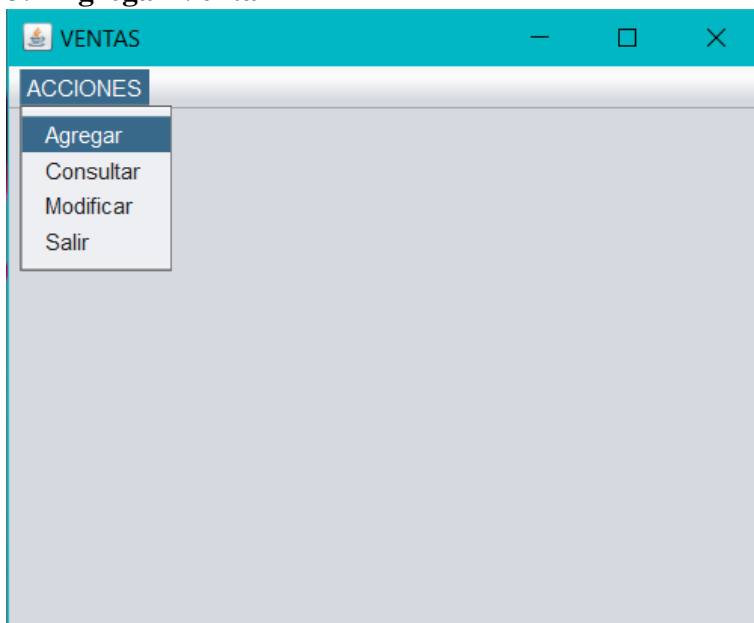 VENTAS
ACCIONES
Agregar
Consultar
Modificar
Salir